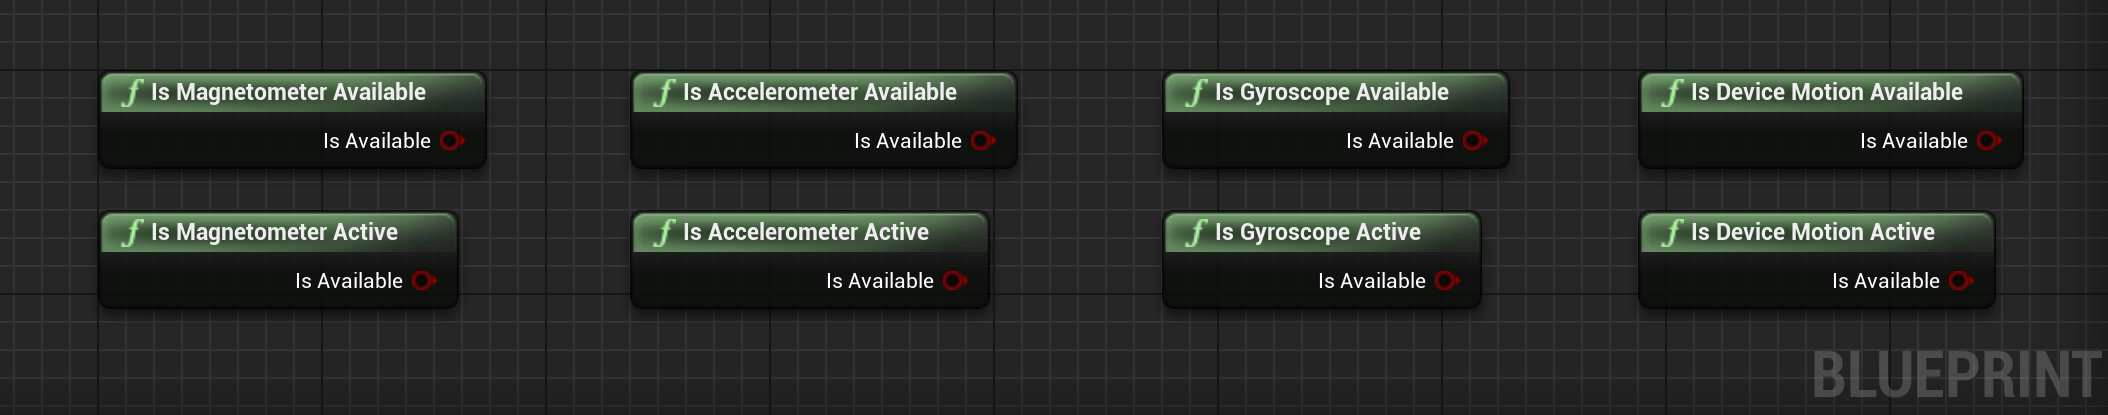 Is Magnetometer Available
Is Available
Is Accelerometer Available
Is Available
Is Gyroscope Available
Is Available
Is Device Motion Available
Is Available
Is Magnetometer Active
Is Available
Is Accelerometer Active
Is Available
Is Gyroscope Active
Is Available
Is Device Motion Active
Is Available
BLUEPRINT